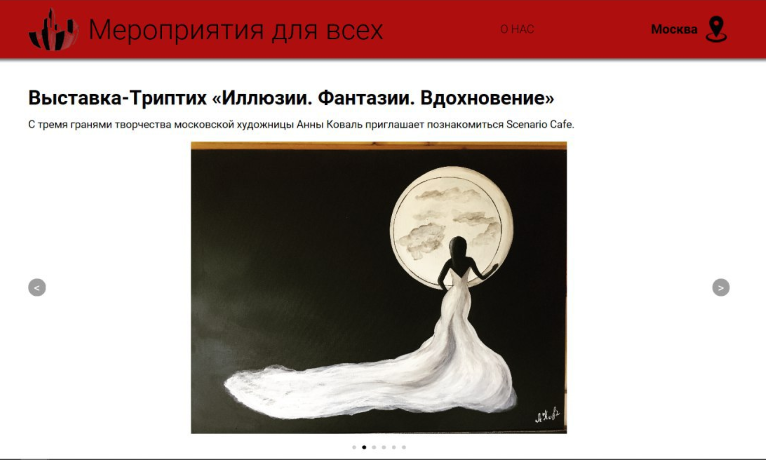 Мероприятия для всех
О НАС
Москва
Выставка-Триптих «Иллюзии. Фантазии. Вдохновение»
С тремя гранями творчества московской художницы Анны Коваль приглашает познакомиться Scenario Cafe.
<
>